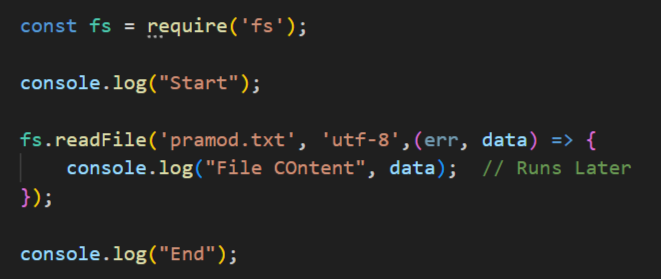 const fs = require('fs');
console.log("Start");
fs.readFile('pramod.txt', 'utf-8',(err, data) => {
console.log("File COntent", data);  // Runs Later
});
console.log("End");